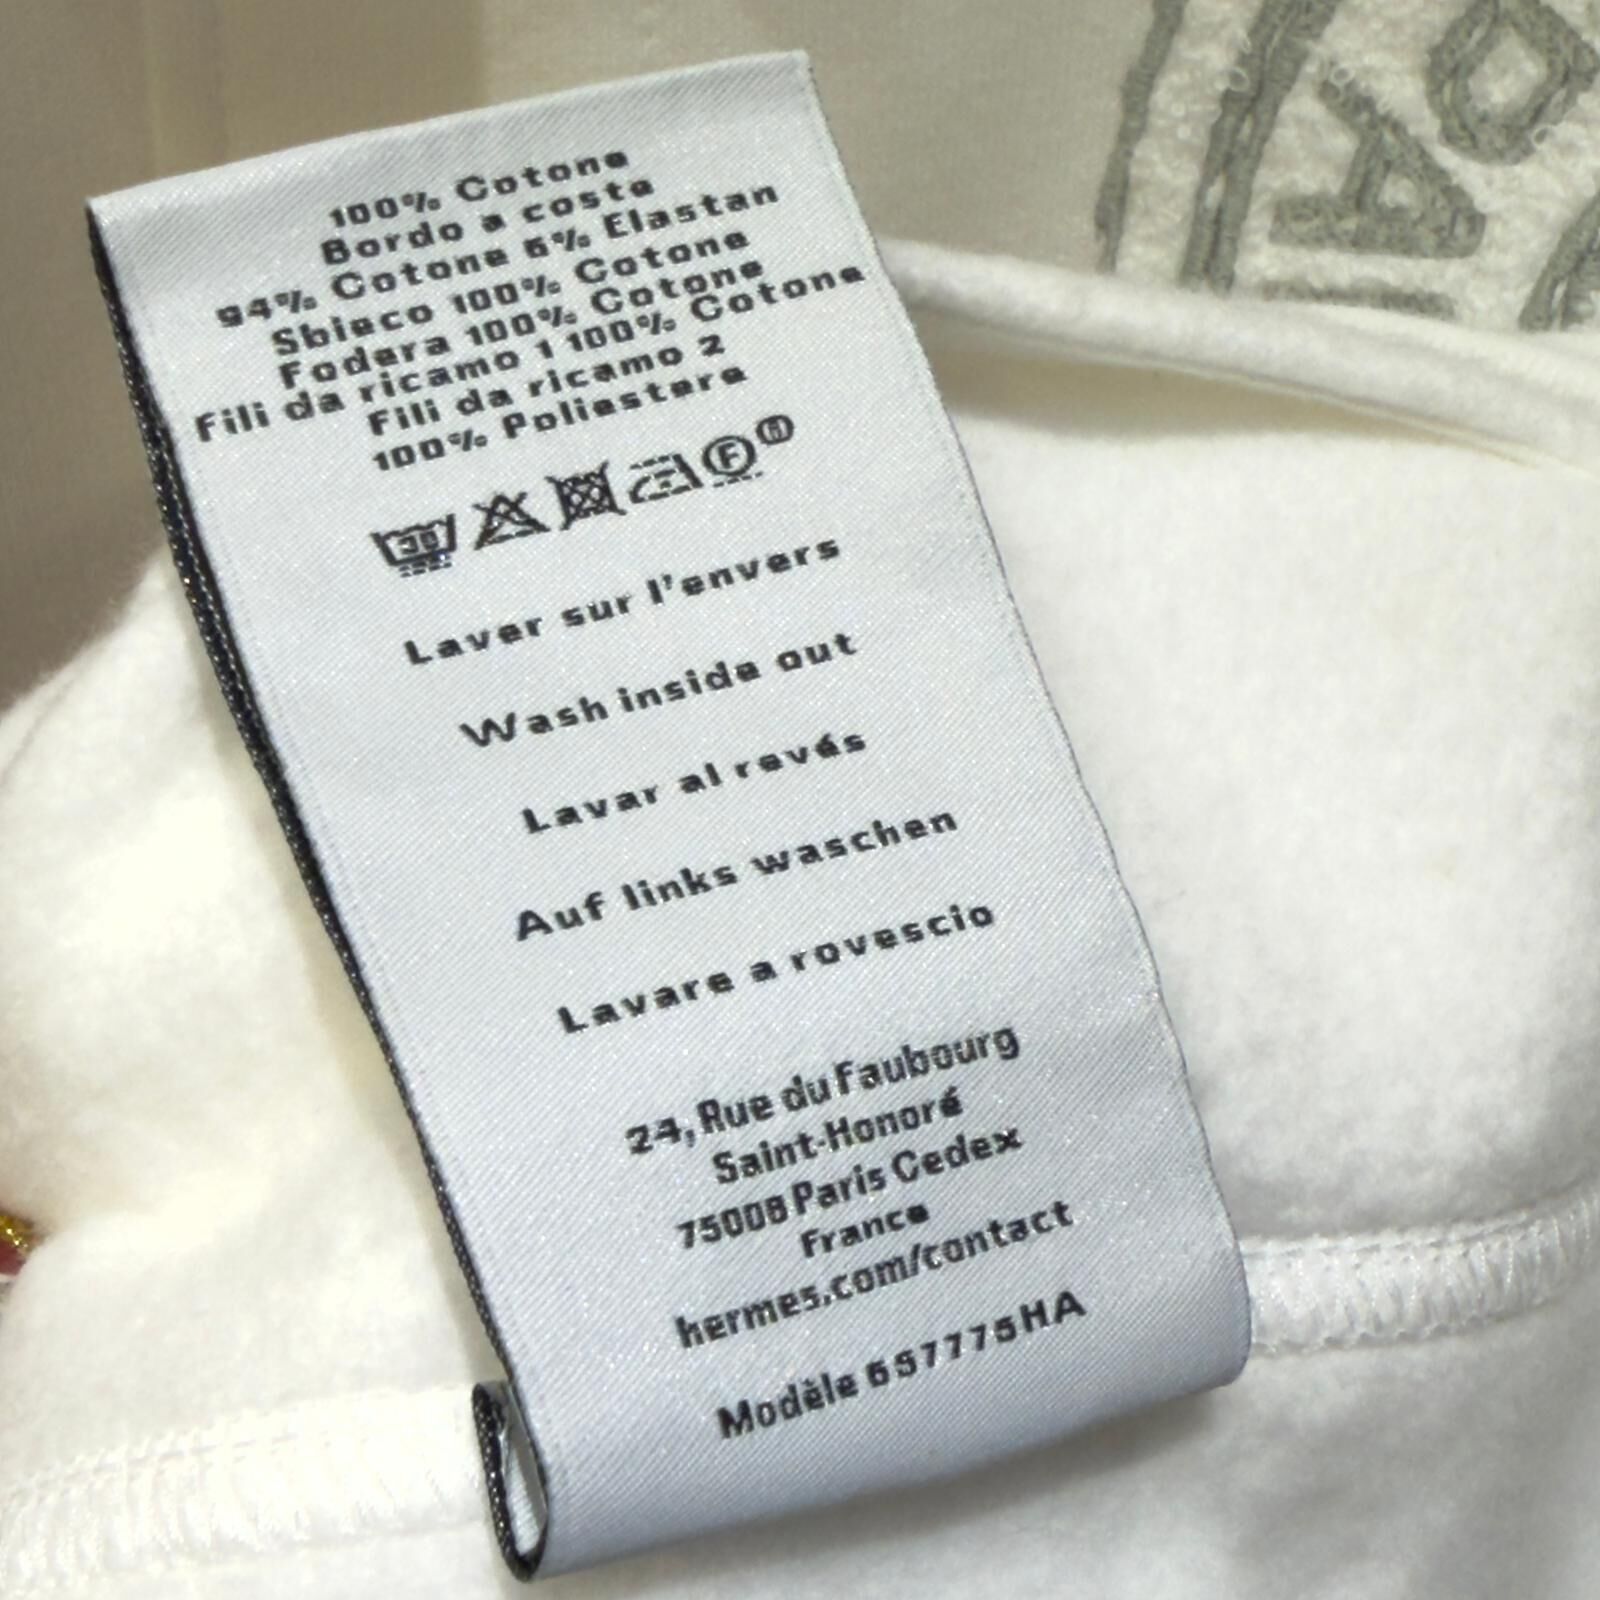 100% Cotone
Bordo a costa
94% Cotone 6% Elastan
Sbieco 100% Cotone
Fodera 100% Cotone
Fili da ricamo 1 100% Cotone
Fili da ricamo 2
100% Poliestere
30 F
Laver sur l'envers
Wash inside out
Lavar al revés
Auf links waschen
Lavare a rovescio
24, Rue du Faubourg
Saint-Honoré
75008 Paris Cedex
France
hermes.com/contact
Modèle 657775HA